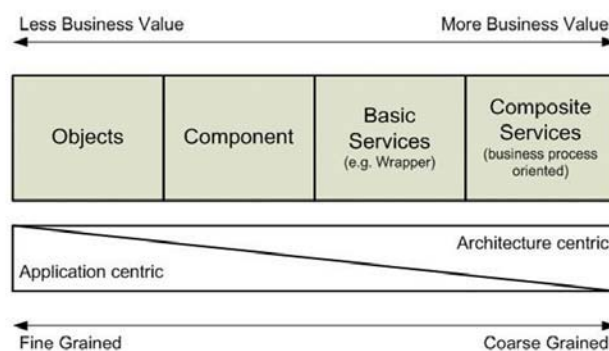 Less Business Value
More Business Value
Objects
Component
Basic
Services
(e.g. Wrapper)
Composite
Services
(business process
oriented)
Architecture centric
Application centric
Fine Grained
Coarse Grained